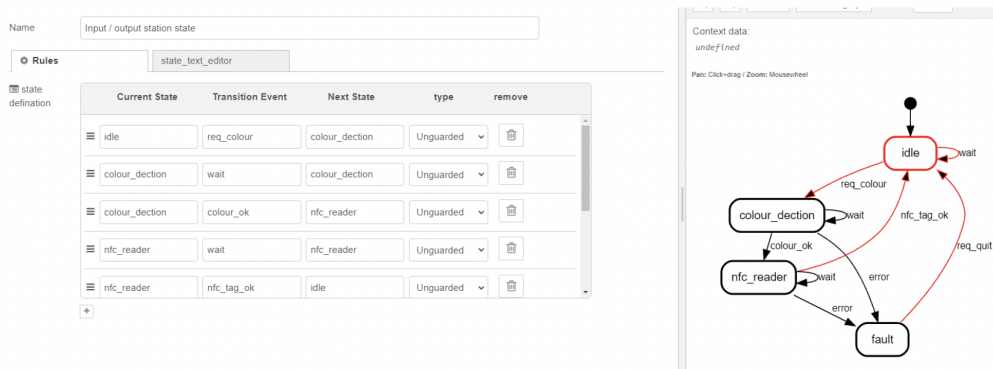 Name
Input / output station state
Rules
state_text_editor
state
defination
Current State Transition Event Next State type remove
idle req_colour colour_dection Unguarded
colour_dection wait colour_dection Unguarded
colour_dection colour_ok nfc_reader Unguarded
nfc_reader wait nfc_reader Unguarded
nfc_reader nfc_tag_ok idle Unguarded
+
Context data:
undefined
Pan: Click+drag / Zoom: Mousewheel
idle
wait
req_colour
colour_dection
wait
nfc_tag_ok
colour_ok
req_quit
nfc_reader
wait
error
error
fault